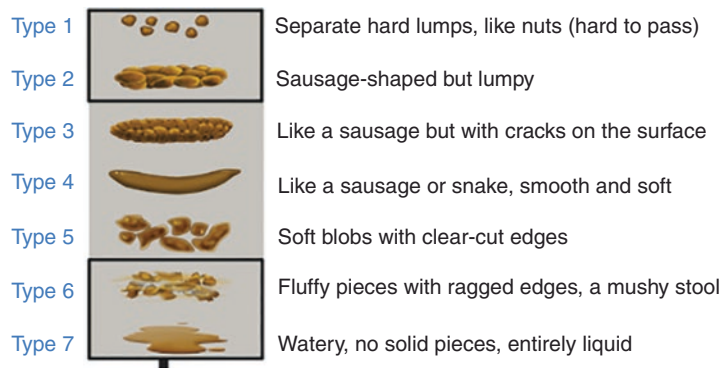 Type 1 Separate hard lumps, like nuts (hard to pass)
Type 2 Sausage-shaped but lumpy
Type 3 Like a sausage but with cracks on the surface
Type 4 Like a sausage or snake, smooth and soft
Type 5 Soft blobs with clear-cut edges
Type 6 Fluffy pieces with ragged edges, a mushy stool
Type 7 Watery, no solid pieces, entirely liquid